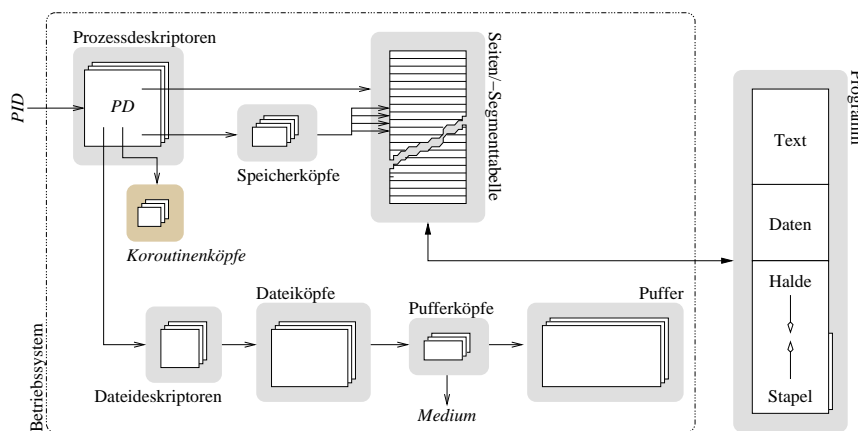 Prozessdeskriptoren
PID
PD
Seiten/−Segmenttabelle
Speicherköpfe
Koroutinenköpfe
Dateiköpfe
Pufferköpfe
Puffer
Dateideskriptoren
Medium
Betriebssystem
Programm
Text
Daten
Halde
Stapel